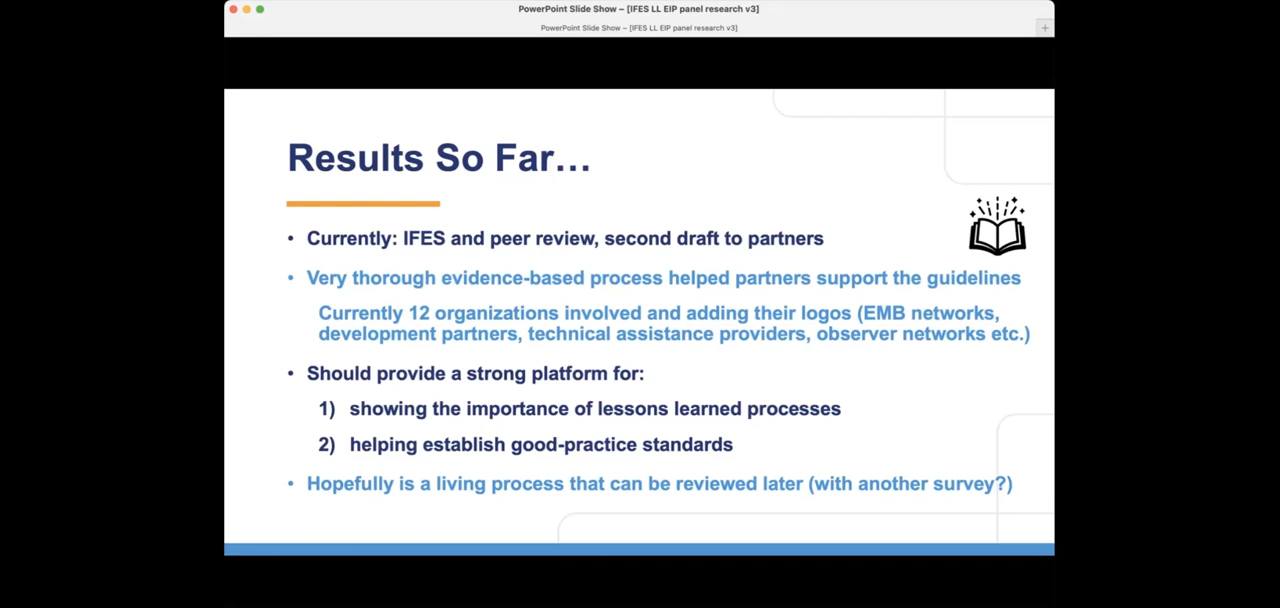 PowerPoint Slide Show – [IFES LL EIP panel research v3]
PowerPoint Slide Show – [IFES LL EIP panel research v3]
Results So Far…
• Currently: IFES and peer review, second draft to partners
• Very thorough evidence-based process helped partners support the guidelines
Currently 12 organizations involved and adding their logos (EMB networks,
development partners, technical assistance providers, observer networks etc.)
• Should provide a strong platform for:
1) showing the importance of lessons learned processes
2) helping establish good-practice standards
• Hopefully is a living process that can be reviewed later (with another survey?)